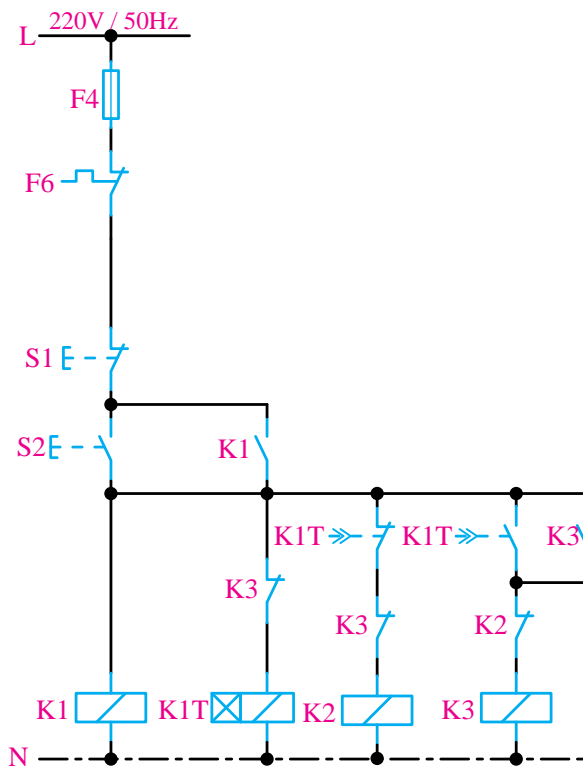 220V / 50Hz
L
F4
F6
S1
S2 K1
K1T K1T K3
K3 K3 K2
K1 K1T K2 K3
N